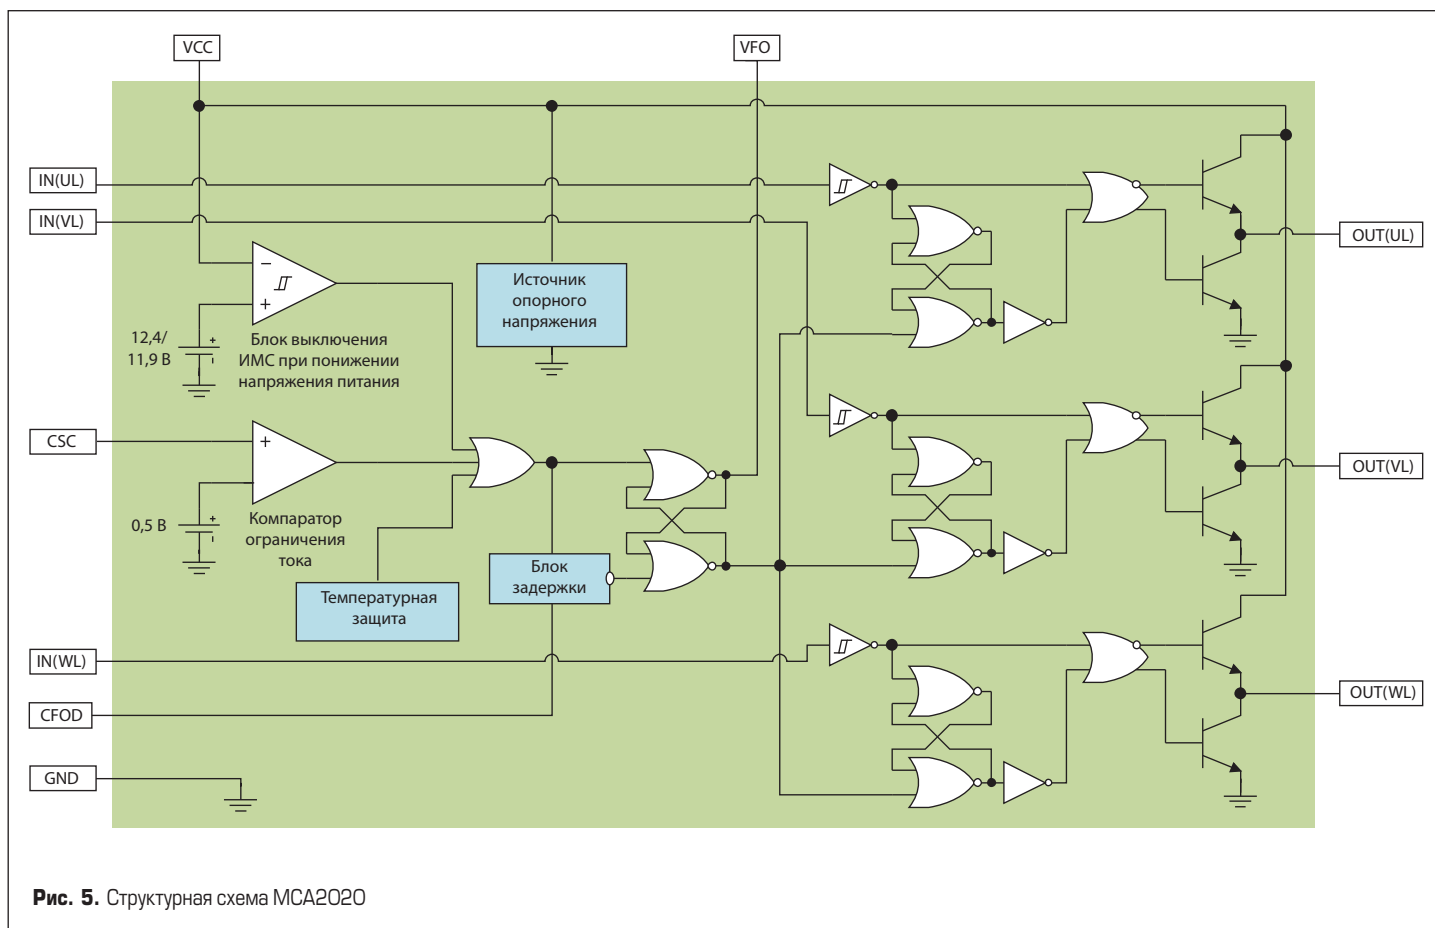 VCC
VFO
IN(UL)
IN(VL)
OUT(UL)
−
+
Источник
опорного
напряжения
12,4/
11,9 В
+
-
Блок выключения
ИМС при понижении
напряжения питания
CSC
+
OUT(VL)
0,5 В
+
-
Компаратор
ограничения
тока
Блок
задержки
Температурная
защита
IN(WL)
OUT(WL)
CFOD
GND
Рис. 5. Структурная схема MCA2020